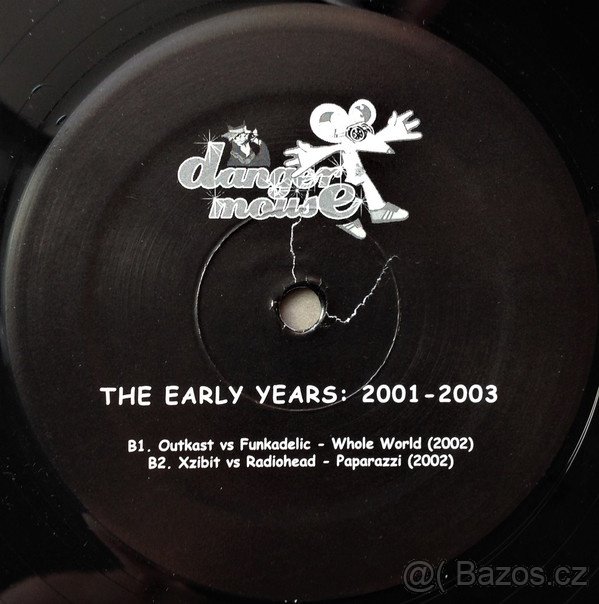 danger
mouse
THE EARLY YEARS: 2001-2003
B1. Outkast vs Funkadelic - Whole World (2002)
B2. Xzibit vs Radiohead - Paparazzi (2002)
@( Bazos.cz